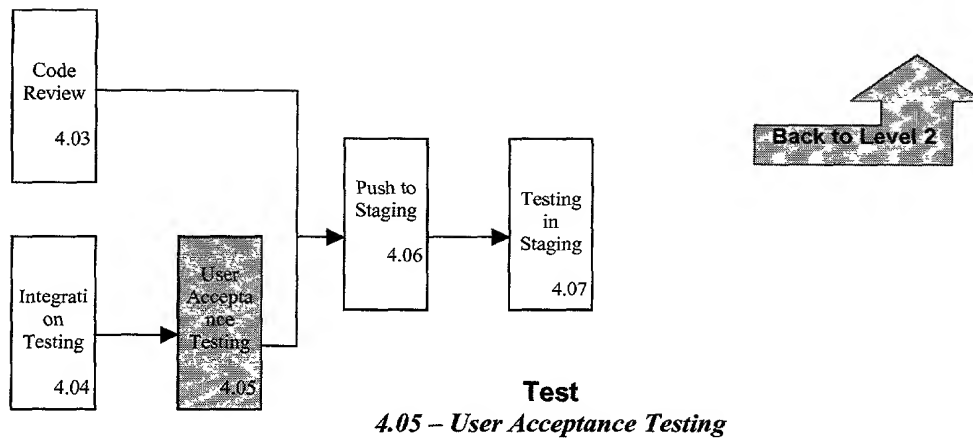 Code
Review
4.03
Back to Level 2
Push to
Staging
4.06
Testing
in
Staging
4.07
Integrati
on
Testing
4.04
User
Accepta
nce
Testing
4.05
Test
4.05 – User Acceptance Testing